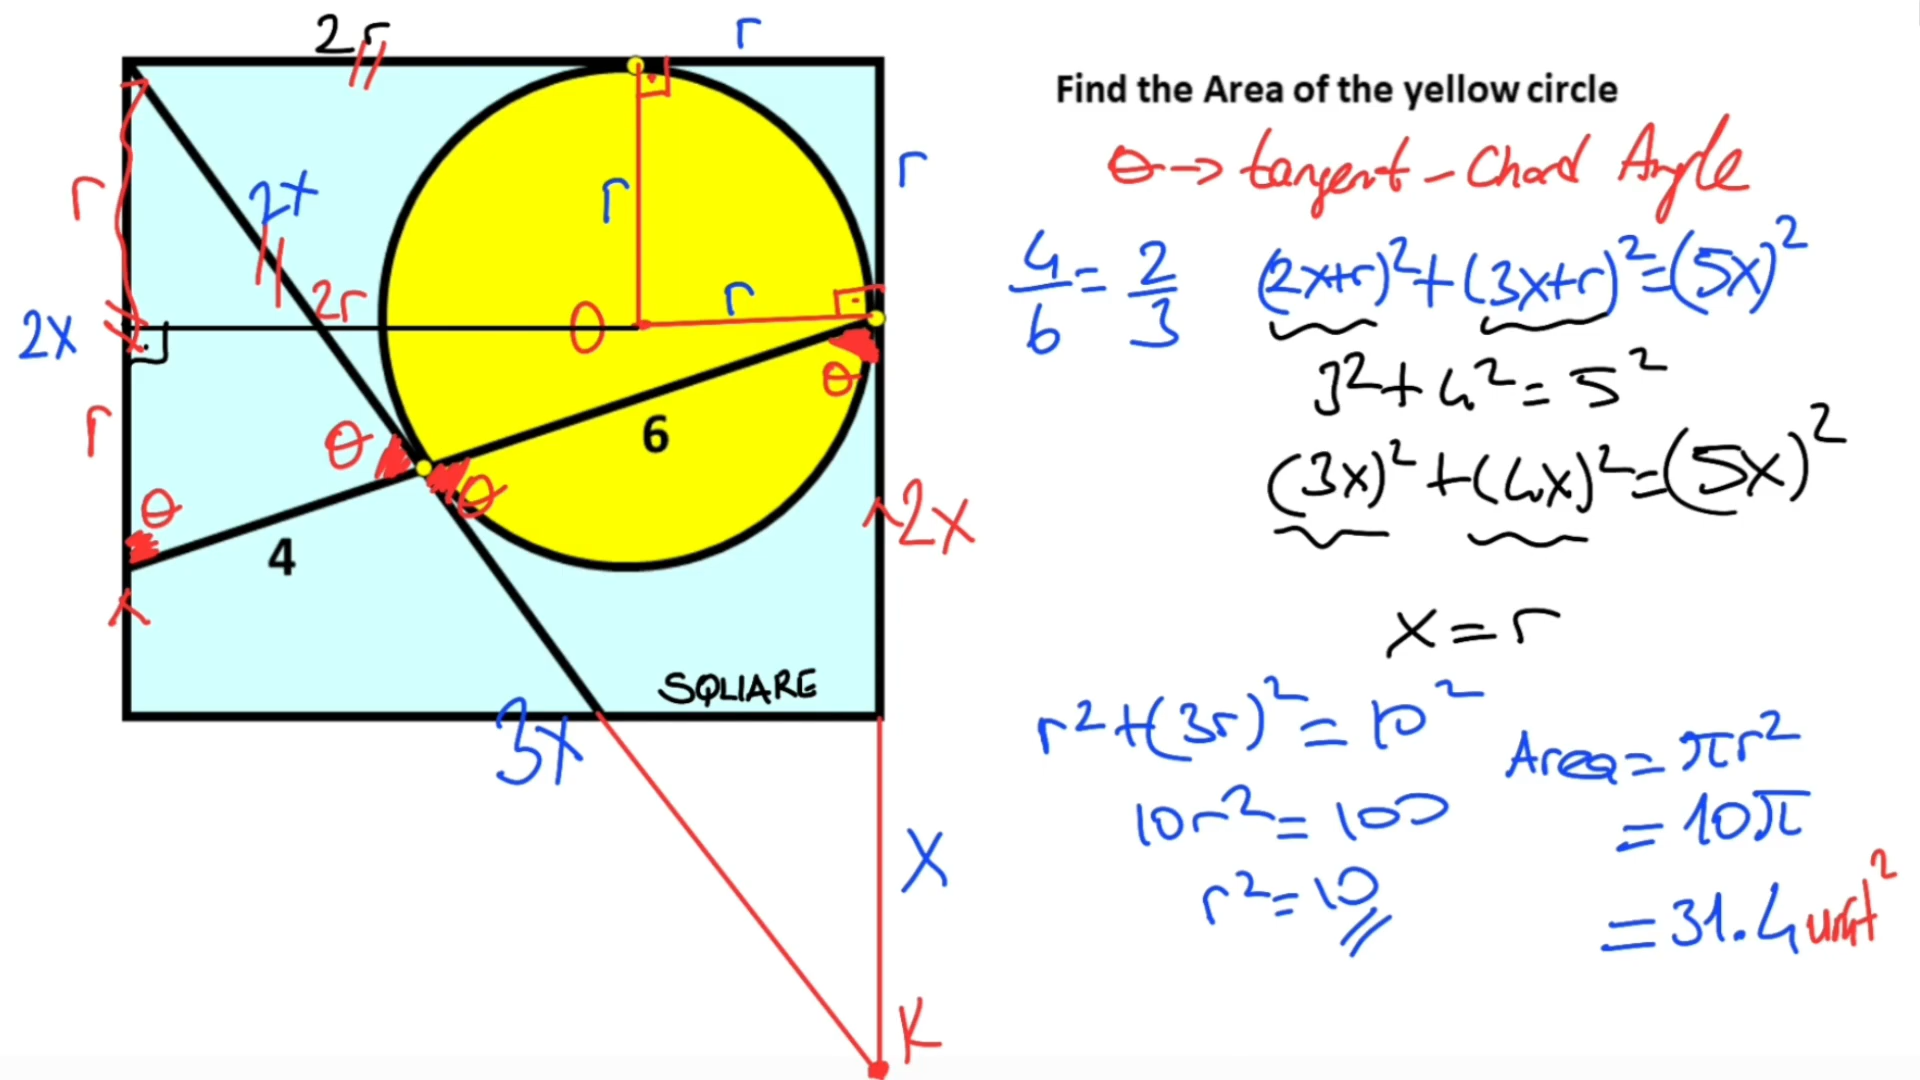 2r
r
Find the Area of the yellow circle
θ → tangent - Chord Angle
r
2x
r
r
2r
r
2x
O
4/6 = 2/3
(2x+r)² + (3x+r)² = (5x)²
3² + 4² = 5²
(3x)² + (4x)² = (5x)²
r
θ
6
θ
θ
θ
4
2x
SQUARE
3x
x = r
r² + (3r)² = 10²
10r² = 100
r² = 10
Area = πr²
= 10π
= 31.4 unit²
x
K